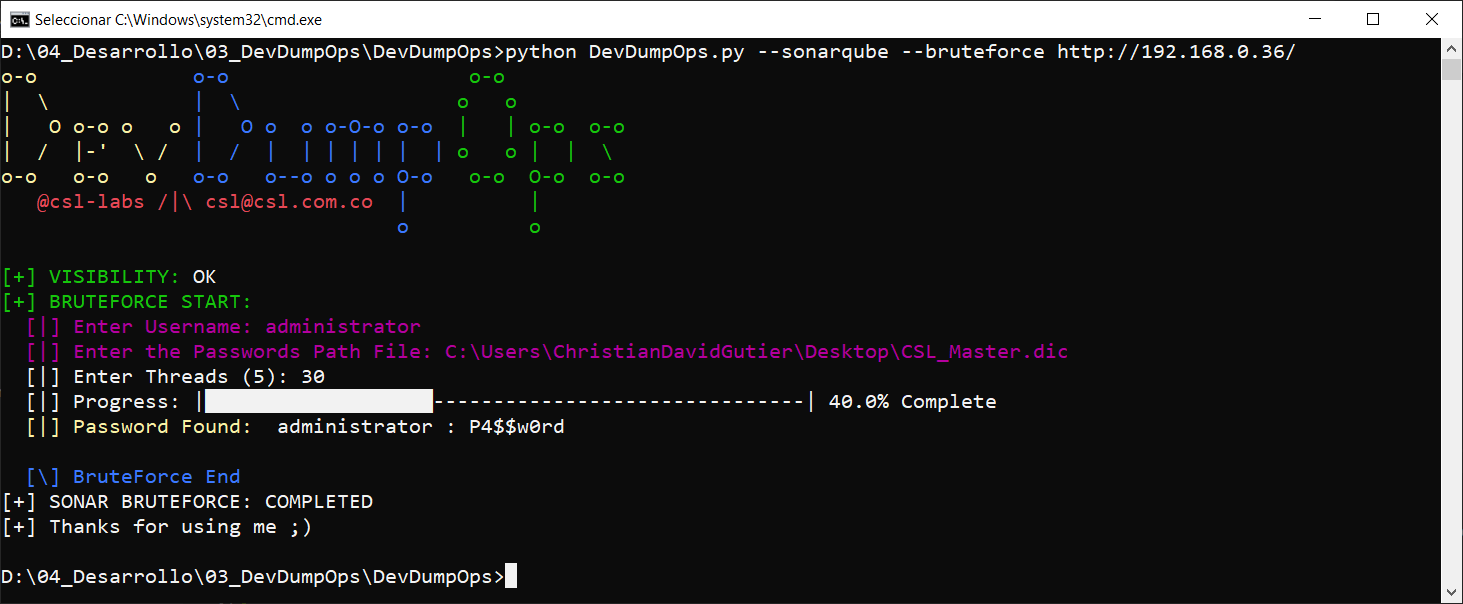 Seleccionar C:\Windows\system32\cmd.exe
D:\04_Desarrollo\03_DevDumpOps\DevDumpOps>python DevDumpOps.py --sonarqube --bruteforce http://192.168.0.36/
o-o             o-o                    o-o
|  \            |  \                  o   o
|   O o-o o   o |   O o  o o-O-o o-o  |   | o-o  o-o
|  /  |-'  \ /  |  /  |  | | | | |  | o   o |  |  \
o-o   o-o   o   o-o   o--o o o o O-o   o-o  O-o  o-o
   @csl-labs /|\ csl@csl.com.co  |          |
                                 o          o
[+] VISIBILITY: OK
[+] BRUTEFORCE START:
  [|] Enter Username: administrator
  [|] Enter the Passwords Path File: C:\Users\ChristianDavidGutier\Desktop\CSL_Master.dic
  [|] Enter Threads (5): 30
  [|] Progress: |███████████████████-------------------------------| 40.0% Complete
  [|] Password Found:  administrator : P4$$w0rd
  [\] BruteForce End
[+] SONAR BRUTEFORCE: COMPLETED
[+] Thanks for using me ;)
D:\04_Desarrollo\03_DevDumpOps\DevDumpOps>